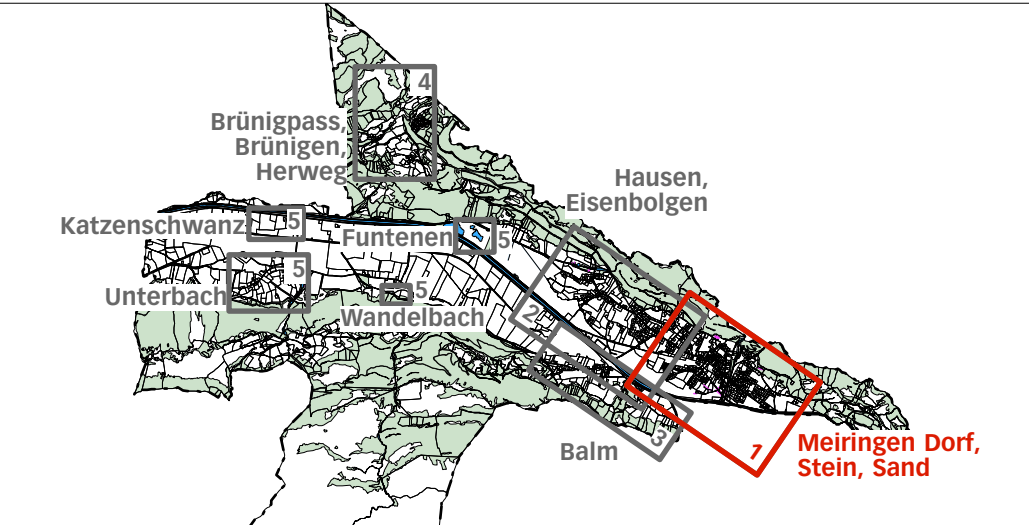 4
Brünigpass,
Brünigen,
Herweg
Hausen,
Eisenbolgen
Katzenschwanz
5
Funtenen
5
5
Unterbach
5
Wandelbach
2
1
3
Balm
Meiringen Dorf,
Stein, Sand